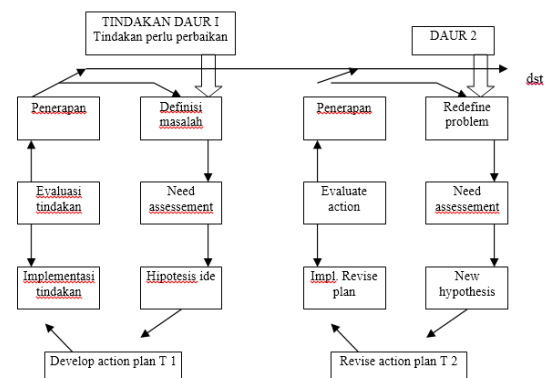 TINDAKAN DAUR I
Tindakan perlu perbaikan
DAUR 2
dst
Penerapan
Definisi
masalah
Penerapan
Redefine
problem
Evaluasi
tindakan
Need
assessement
Evaluate
action
Need
assessement
Implementasi
tindakan
Hipotesis ide
Impl. Revise
plan
New
hypothesis
Develop action plan T 1
Revise action plan T 2